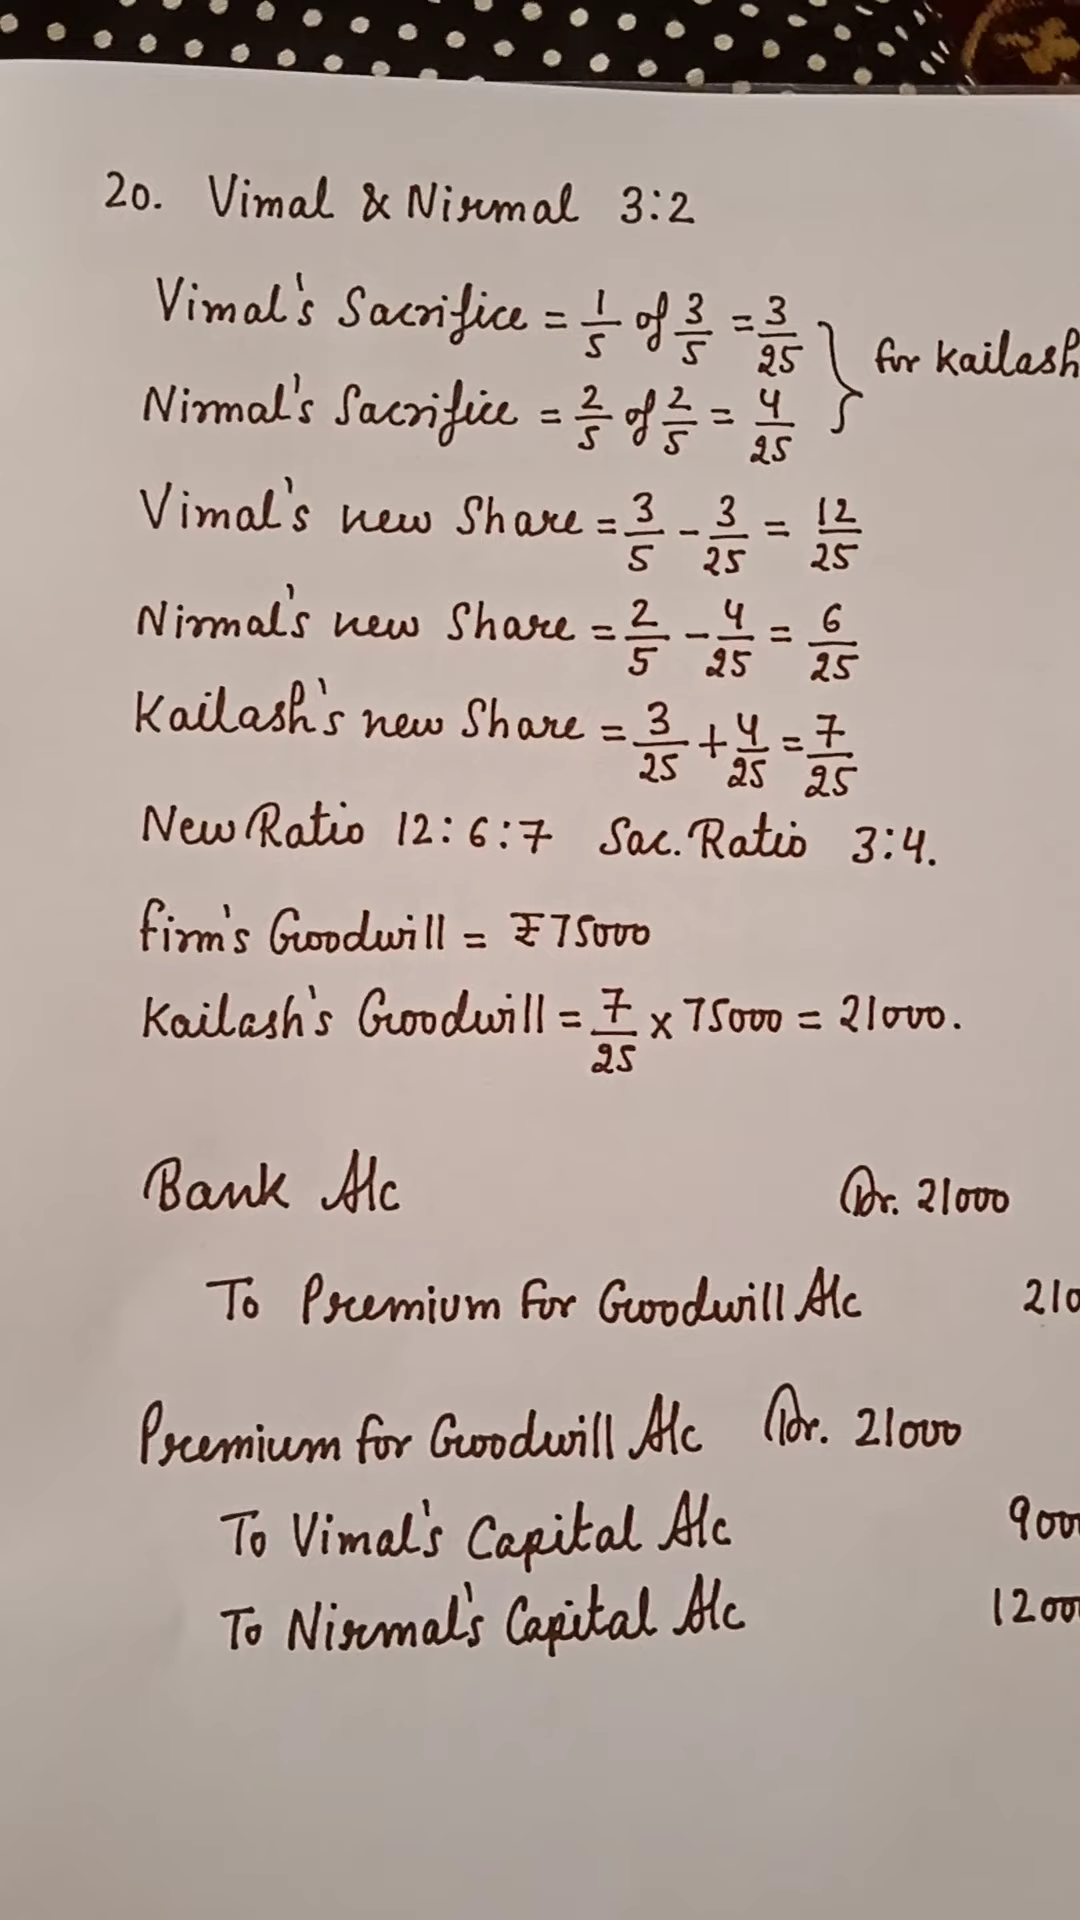 20. Vimal & Nirmal 3:2
Vimal's Sacrifice = 1/5 of 3/5 = 3/25 } for Kailash
Nirmal's Sacrifice = 2/5 of 2/5 = 4/25
Vimal's new Share = 3/5 - 3/25 = 12/25
Nirmal's new Share = 2/5 - 4/25 = 6/25
Kailash's new Share = 3/25 + 4/25 = 7/25
New Ratio 12:6:7 Sac. Ratio 3:4.
firm's Goodwill = ₹75000
Kailash's Goodwill = 7/25 x 75000 = 21000.
Bank A/c Dr. 21000
To Premium for Goodwill A/c 210
Premium for Goodwill A/c Dr. 21000
To Vimal's Capital A/c 900
To Nirmal's Capital A/c 1200